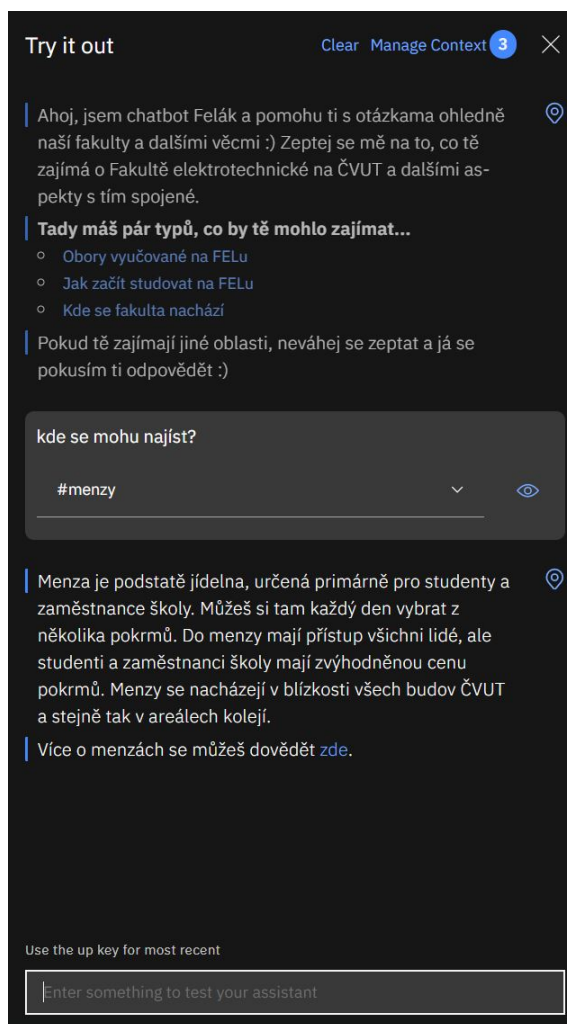 Try it out Clear Manage Context 3
Ahoj, jsem chatbot Felák a pomohu ti s otázkama ohledně
naší fakulty a dalšími věcmi :) Zeptej se mě na to, co tě
zajímá o Fakultě elektrotechnické na ČVUT a dalšími as-
pekty s tím spojené.
Tady máš pár typů, co by tě mohlo zajímat...
Obory vyučované na FELu
Jak začít studovat na FELu
Kde se fakulta nachází
Pokud tě zajímají jiné oblasti, neváhej se zeptat a já se
pokusím ti odpovědět :)
kde se mohu najíst?
#menzy
Menza je podstatě jídelna, určená primárně pro studenty a
zaměstnance školy. Můžeš si tam každý den vybrat z
několika pokrmů. Do menzy mají přístup všichni lidé, ale
studenti a zaměstnanci školy mají zvýhodněnou cenu
pokrmů. Menzy se nacházejí v blízkosti všech budov ČVUT
a stejně tak v areálech kolejí.
Více o menzách se můžeš dovědět zde.
Use the up key for most recent
Enter something to test your assistant